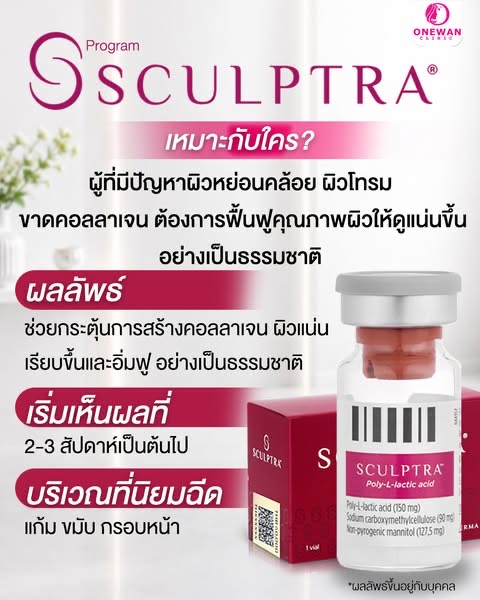 ONEWAN
CLINIC
Program
SCULPTRA®
เหมาะกับใคร?
ผู้ที่มีปัญหาผิวหย่อนคล้อย ผิวโทรม
ขาดคอลลาเจน ต้องการฟื้นฟูคุณภาพผิวให้ดูแน่นขึ้น
อย่างเป็นธรรมชาติ
ผลลัพธ์
ช่วยกระตุ้นการสร้างคอลลาเจน ผิวแน่น
เรียบขึ้นและอิ่มฟู อย่างเป็นธรรมชาติ
เริ่มเห็นผลที่
2-3 สัปดาห์เป็นต้นไป
บริเวณที่นิยมฉีด
แก้ม ขมับ กรอบหน้า
SCULPTRA™
Poly-L-lactic acid
Poly-L-lactic acid (150 mg)
Sodium carboxymethylcellulose (90 mg)
Non-pyrogenic mannitol (127,5 mg)
SCULPTRA
1 vial
*ผลลัพธ์ขึ้นอยู่กับบุคคล